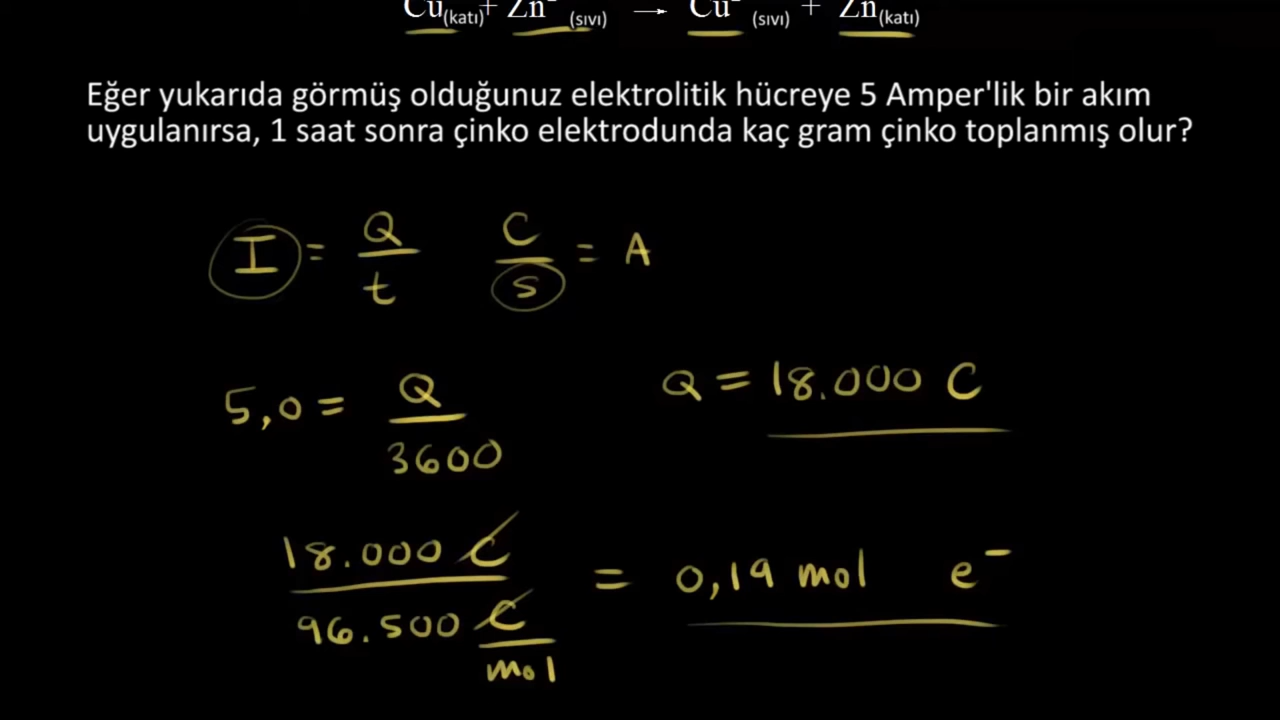 Cu(katı)+ Zn (sıvı) → Cu (sıvı) + Zn(katı)
Eğer yukarıda görmüş olduğunuz elektrolitik hücreye 5 Amper'lik bir akım
uygulanırsa, 1 saat sonra çinko elektrodunda kaç gram çinko toplanmış olur?
I = Q/t C/s = A
5,0 = Q/3600 Q = 18.000 C
18.000 C / 96.500 C/mol = 0,19 mol e⁻